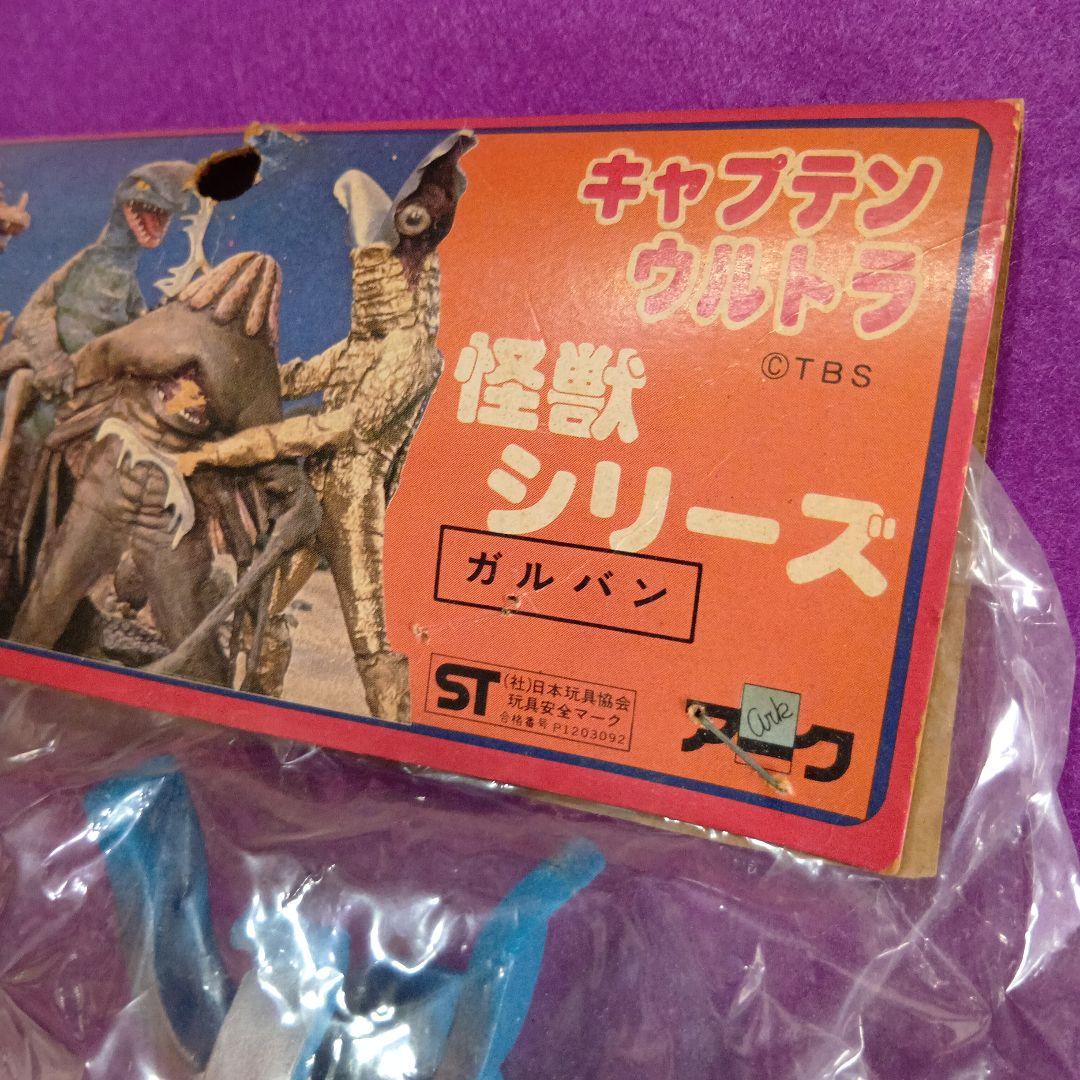 キャプテン
ウルトラ
©TBS
怪獣
シリーズ
ガルバン
ST
(社)日本玩具協会
玩具安全マーク
合格番号 P1203092
アーク
ark